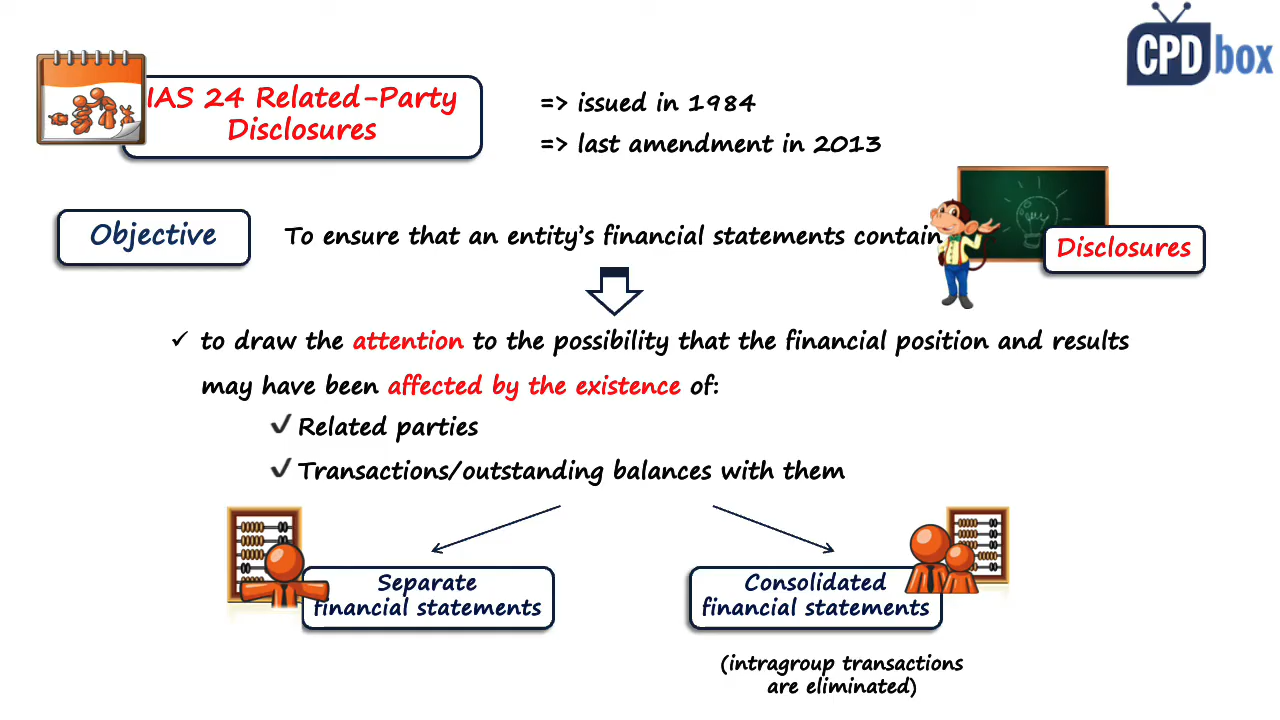 CPD box
IAS 24 Related-Party
Disclosures
=> issued in 1984
=> last amendment in 2013
Objective
To ensure that an entity's financial statements contain
Disclosures
✓ to draw the attention to the possibility that the financial position and results
may have been affected by the existence of:
✓ Related parties
✓ Transactions/outstanding balances with them
Separate
financial statements
Consolidated
financial statements
(intragroup transactions
are eliminated)